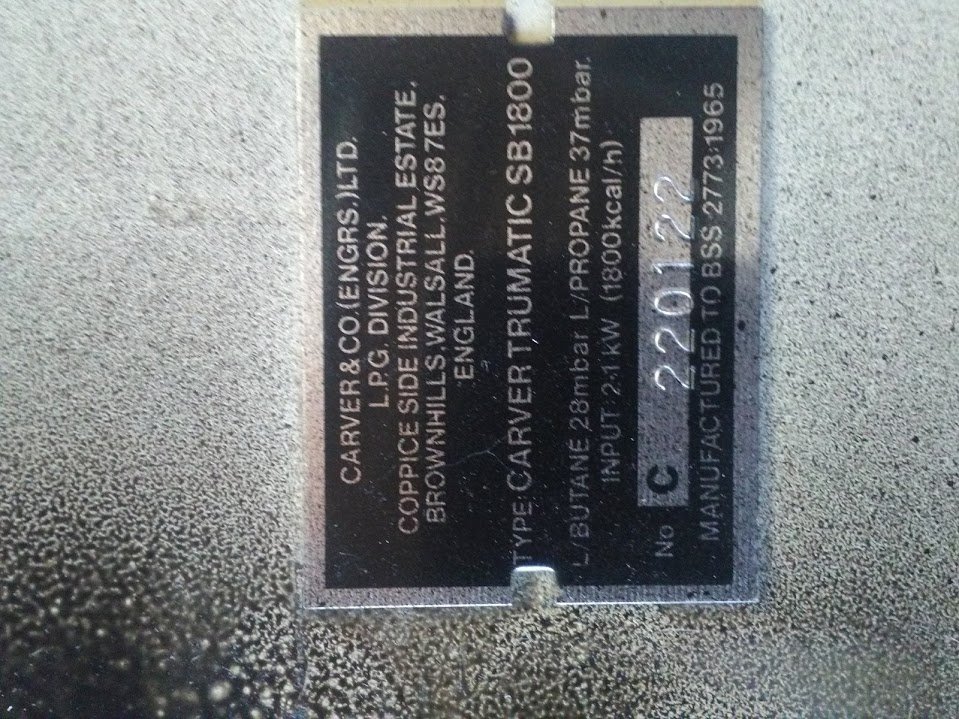 CARVER & CO.(ENGRS.)LTD.
L.P.G. DIVISION.
COPPICE SIDE INDUSTRIAL ESTATE.
BROWNHILLS.WALSALL.WS8 7ES.
ENGLAND.
TYPE: CARVER TRUMATIC SB1800
L/BUTANE 28mbar. L/PROPANE 37mbar.
INPUT: 2·1 kW (1800kcal/h)
No C 220122
MANUFACTURED TO BSS 2773:1965